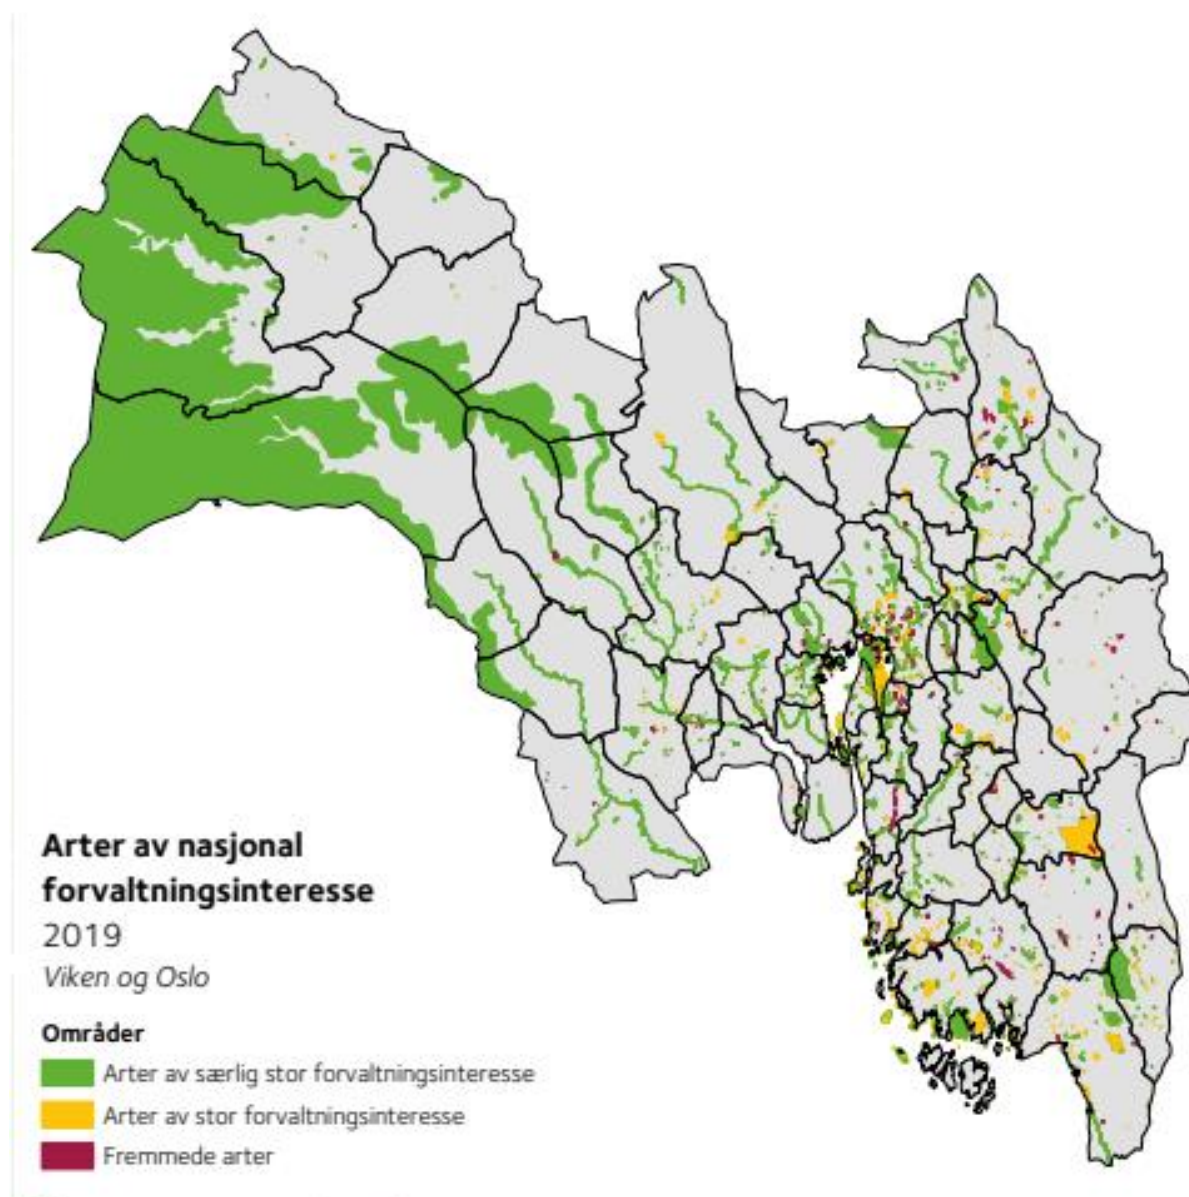 Arter av nasjonal
forvaltningsinteresse
2019
Viken og Oslo
Områder
Arter av særlig stor forvaltningsinteresse
Arter av stor forvaltningsinteresse
Fremmede arter